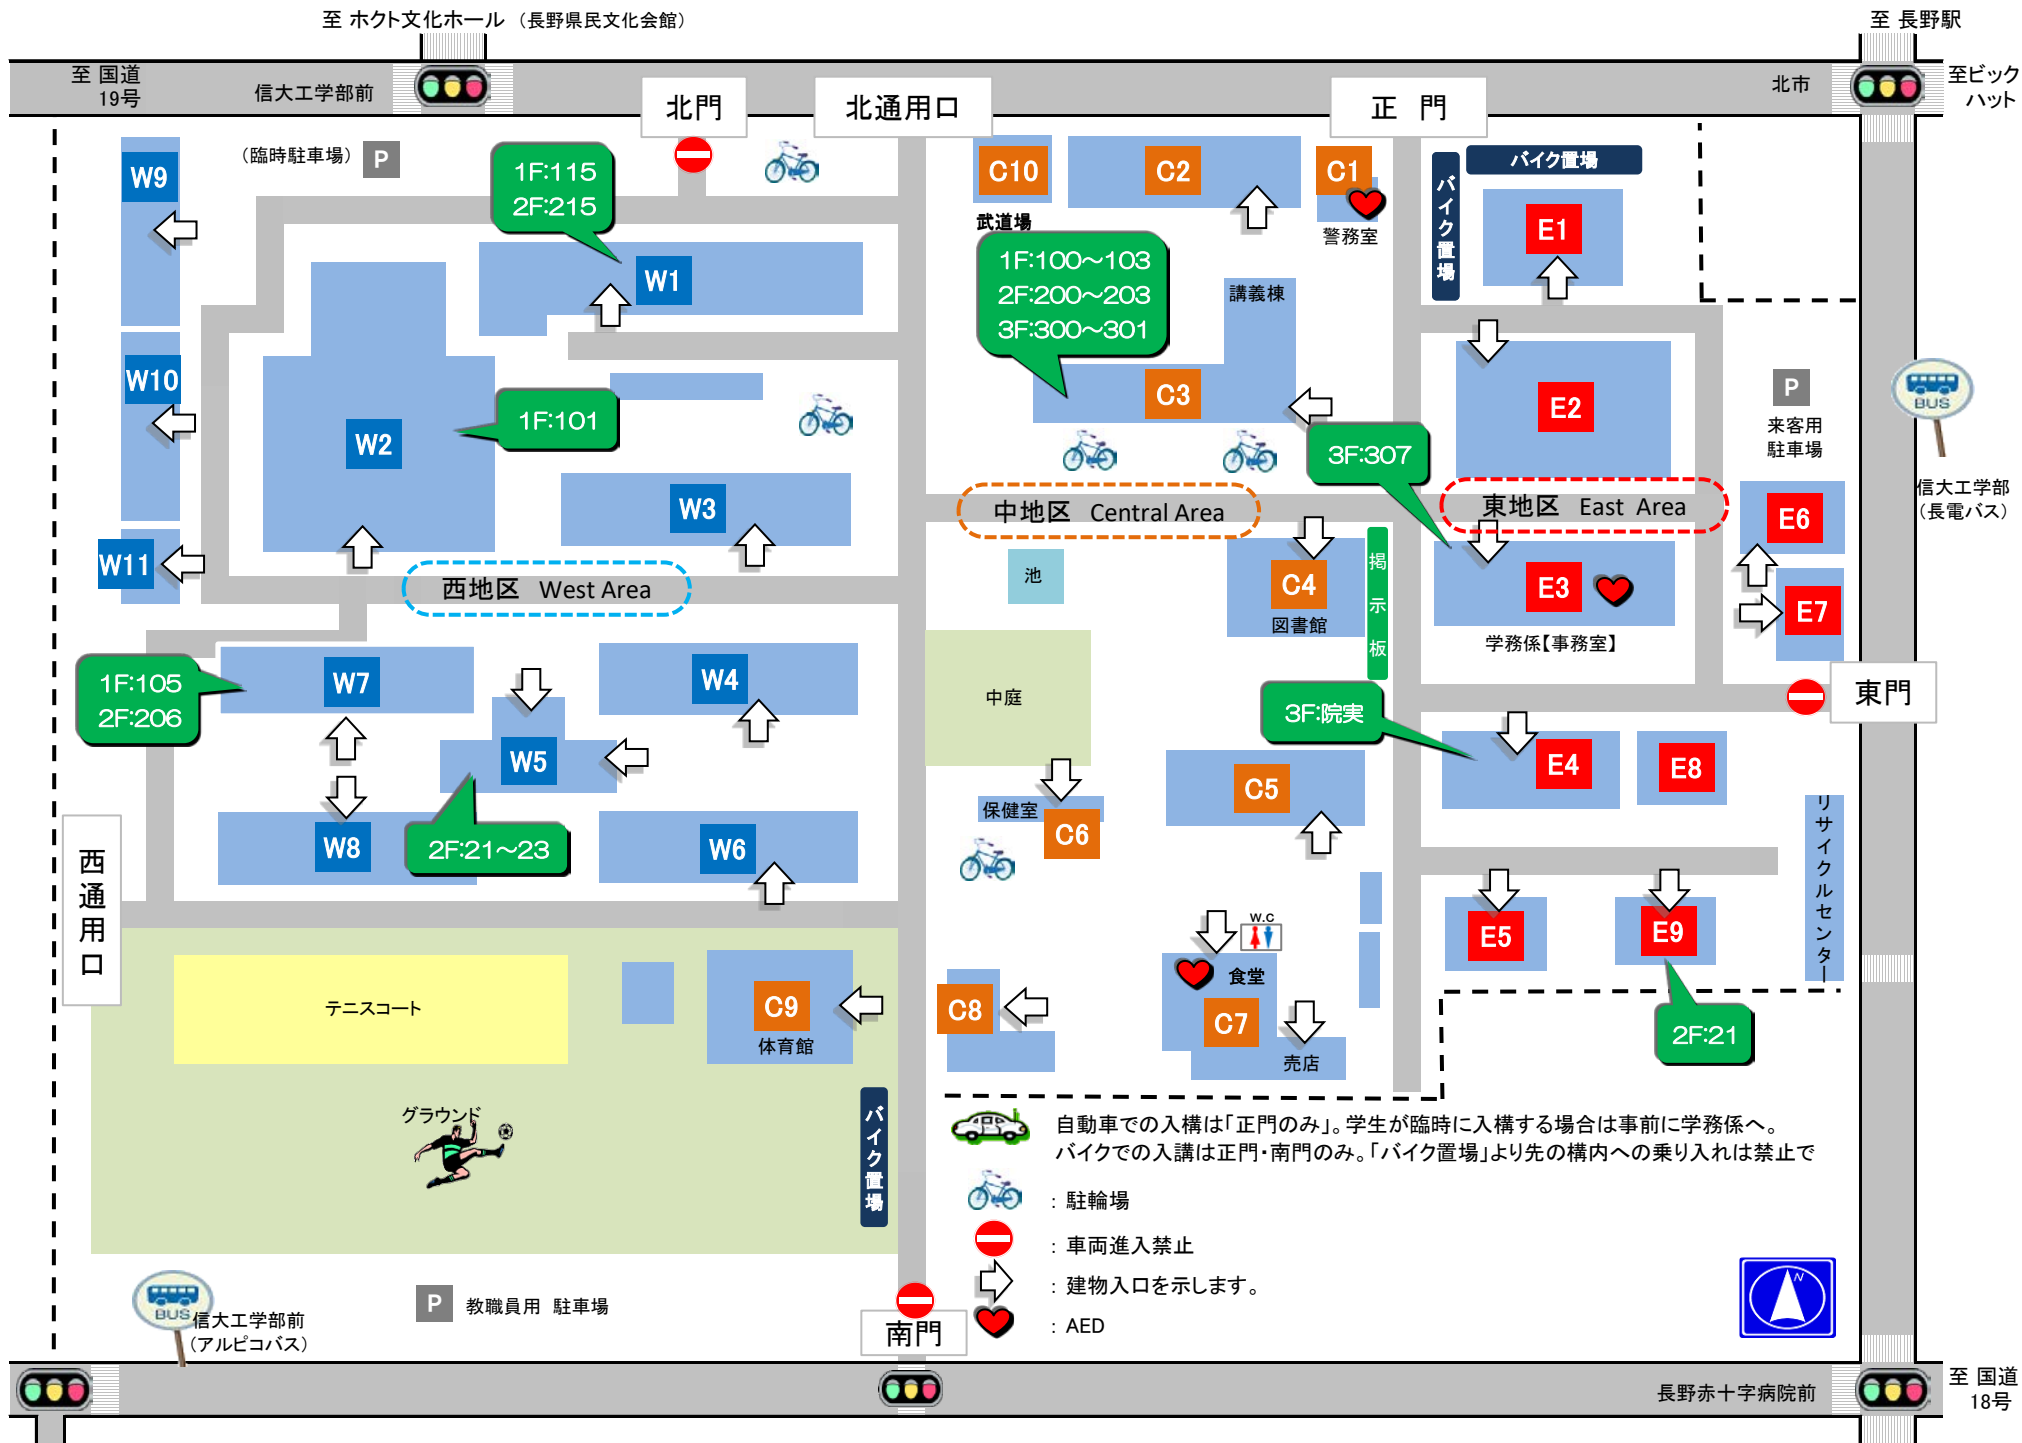 至 ホクト文化ホール （長野県民文化会館）
至 長野駅
至 国道
19号
信大工学部前
北門
北通用口
正 門
北市
至ビック
ハット
W9
（臨時駐車場）
P
1F:115
2F:215
C10
武道場
C2
C1
警務室
バイク置場
バイク置場
E1
W1
1F:100～103
2F:200～203
3F:300～301
講義棟
W10
W2
1F:101
C3
3F:307
E2
P
来客用
駐車場
BUS
信大工学部
（長電バス）
W3
中地区 Central Area
東地区 East Area
E6
W11
西地区 West Area
池
C4
図書館
掲示板
E3
学務係【事務室】
E7
1F:105
2F:206
W7
W4
中庭
3F:院実
東門
W5
C5
E4
E8
保健室
C6
W8
2F:21～23
W6
リサイクルセンター
西通用口
W.C
食堂
E5
E9
テニスコート
C9
体育館
C8
C7
売店
2F:21
グラウンド
バイク置場
自動車での入構は「正門のみ」。学生が臨時に入構する場合は事前に学務係へ。
バイクでの入講は正門・南門のみ。「バイク置場」より先の構内への乗り入れは禁止で
：駐輪場
：車両進入禁止
：建物入口を示します。
：AED
N
BUS
信大工学部前
（アルピコバス）
P
教職員用 駐車場
南門
長野赤十字病院前
至 国道
18号